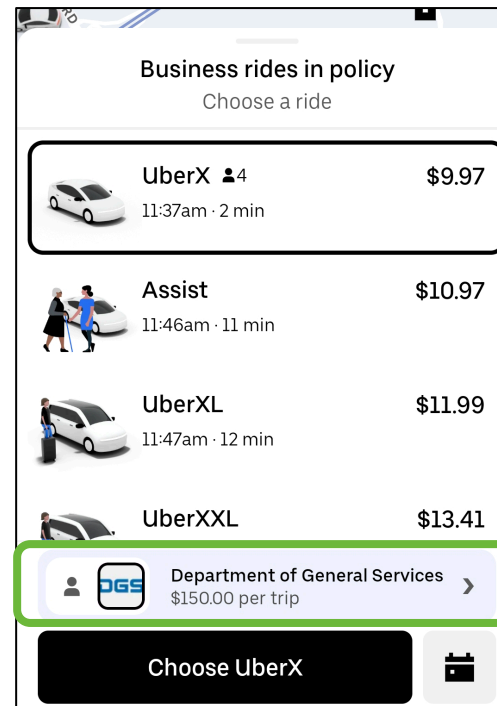 RD
Business rides in policy
Choose a ride
UberX 4 $9.97
11:37am · 2 min
Assist $10.97
11:46am · 11 min
UberXL $11.99
11:47am · 12 min
UberXXL $13.41
DGS
Department of General Services
$150.00 per trip
Choose UberX